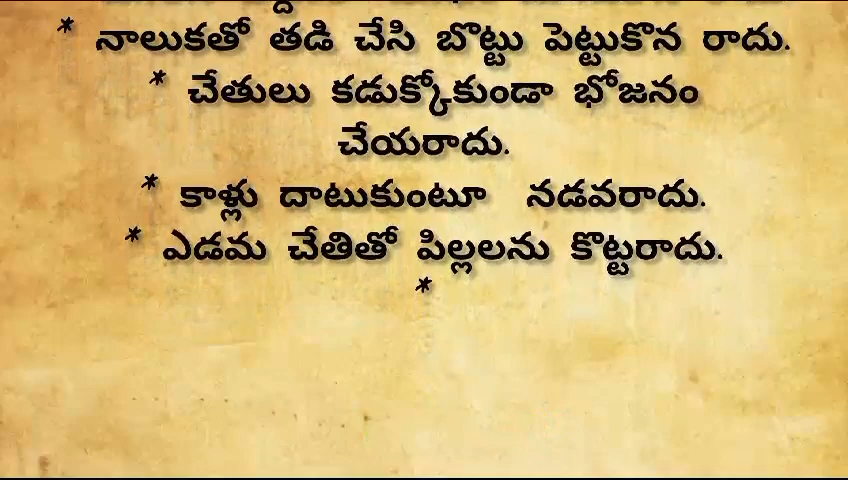 * నాలుకతో తడి చేసి బొట్టు పెట్టుకొన రాదు.
* చేతులు కడుక్కోకుండా భోజనం
చేయరాదు.
* కాళ్లు దాటుకుంటూ నడవరాదు.
* ఎడమ చేతితో పిల్లలను కొట్టరాదు.
*